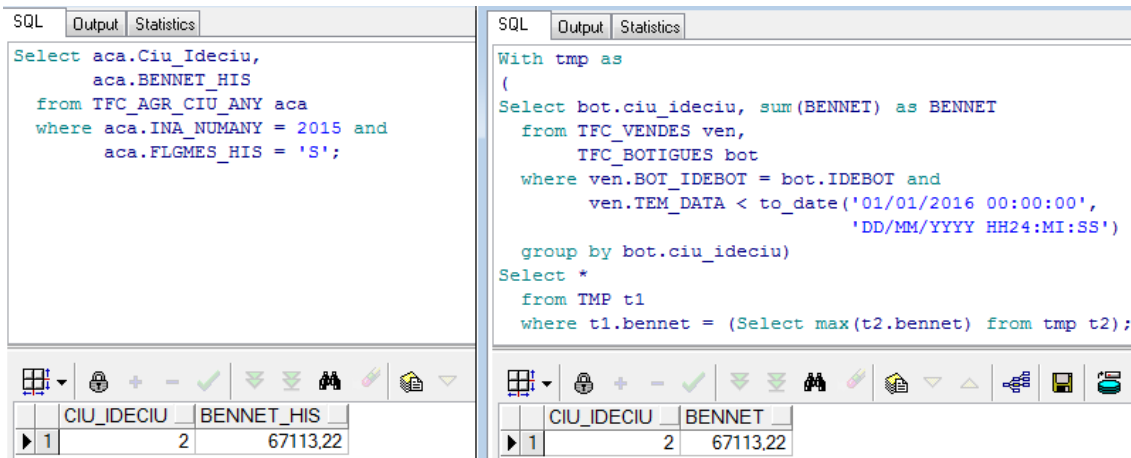 SQL Output Statistics
Select aca.Ciu_Ideciu,
aca.BENNET_HIS
from TFC_AGR_CIU_ANY aca
where aca.INA_NUMANY = 2015 and
aca.FLGMES_HIS = 'S';
CIU_IDECIU BENNET_HIS
1 2 67113,22
SQL Output Statistics
With tmp as
(
Select bot.ciu_ideciu, sum(BENNET) as BENNET
from TFC_VENDES ven,
TFC_BOTIGUES bot
where ven.BOT_IDEBOT = bot.IDEBOT and
ven.TEM_DATA < to_date('01/01/2016 00:00:00',
'DD/MM/YYYY HH24:MI:SS')
group by bot.ciu_ideciu)
Select *
from TMP t1
where t1.bennet = (Select max(t2.bennet) from tmp t2);
CIU_IDECIU BENNET
1 2 67113,22